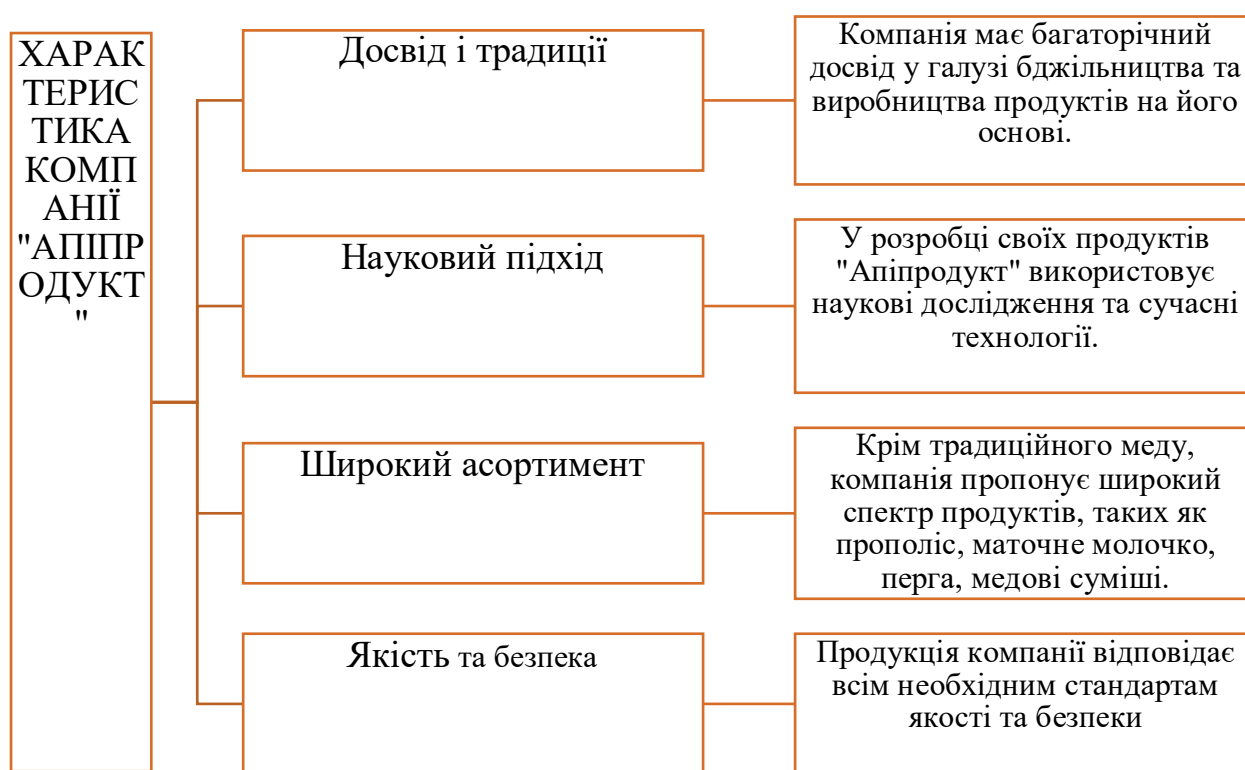 ХАРАК
ТЕРИС
ТИКА
КОМП
АНІЇ
"АПІПР
ОДУКТ
"
Досвід і традиції
Компанія має багаторічний
досвід у галузі бджільництва та
виробництва продуктів на його
основі.
Науковий підхід
У розробці своїх продуктів
"Апіпродукт" використовує
наукові дослідження та сучасні
технології.
Широкий асортимент
Крім традиційного меду,
компанія пропонує широкий
спектр продуктів, таких як
прополіс, маточне молочко,
перга, медові суміші.
Якість та безпека
Продукція компанії відповідає
всім необхідним стандартам
якості та безпеки